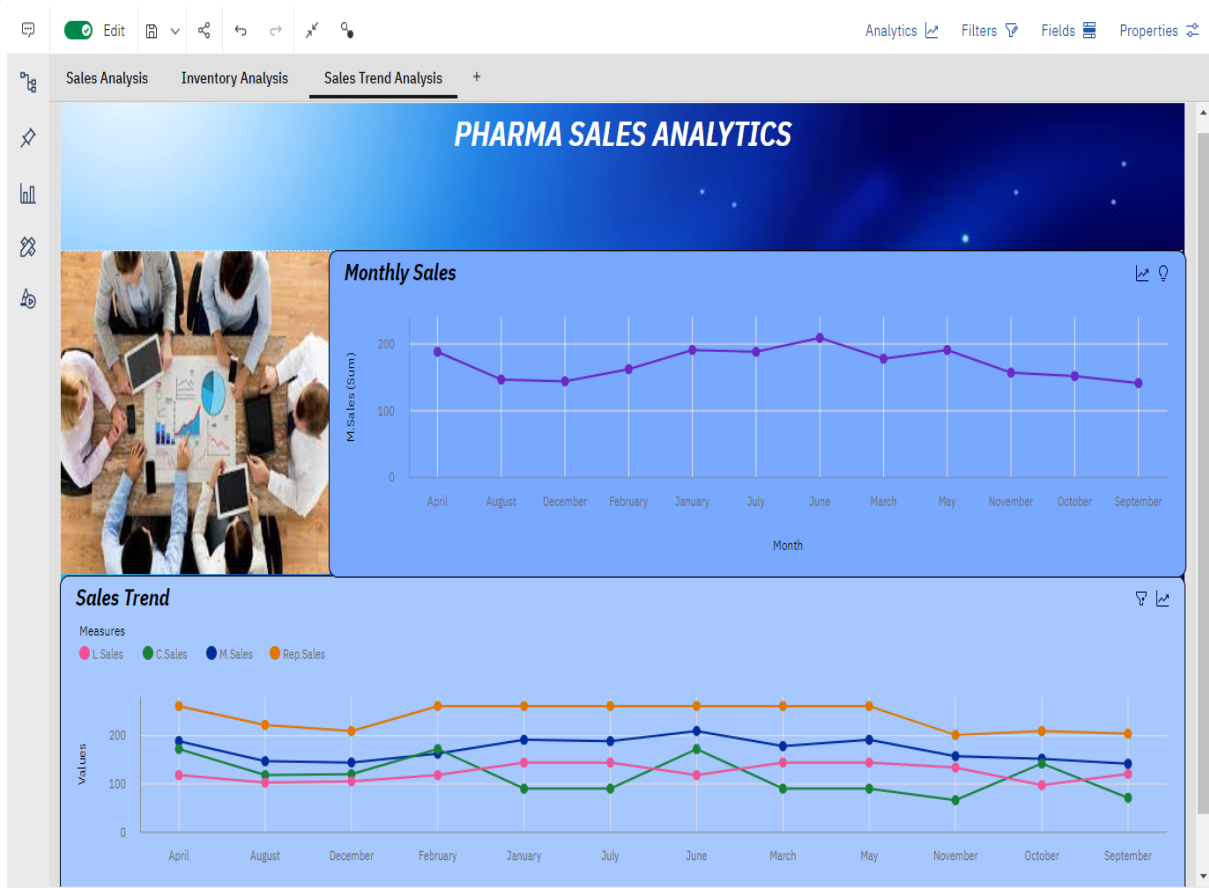 Edit Analytics Filters Fields Properties
Sales Analysis Inventory Analysis Sales Trend Analysis +
PHARMA SALES ANALYTICS
Monthly Sales
M.Sales (Sum)
200
100
0
April August December February January July June March May November October September
Month
Sales Trend
Measures
L.Sales C.Sales M.Sales Rep.Sales
Values
200
100
0
April August December February January July June March May November October September